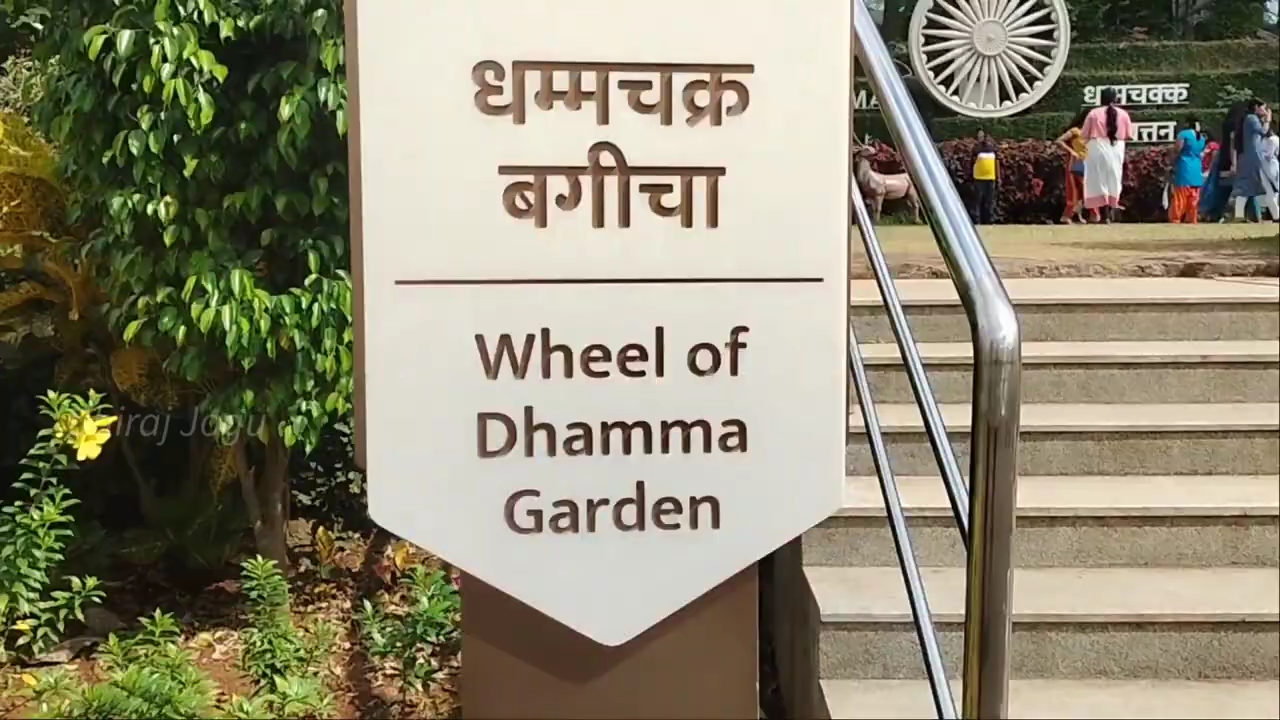 धम्मचक्र
बगीचा
Wheel of
Dhamma
Garden
धम्मचक्क